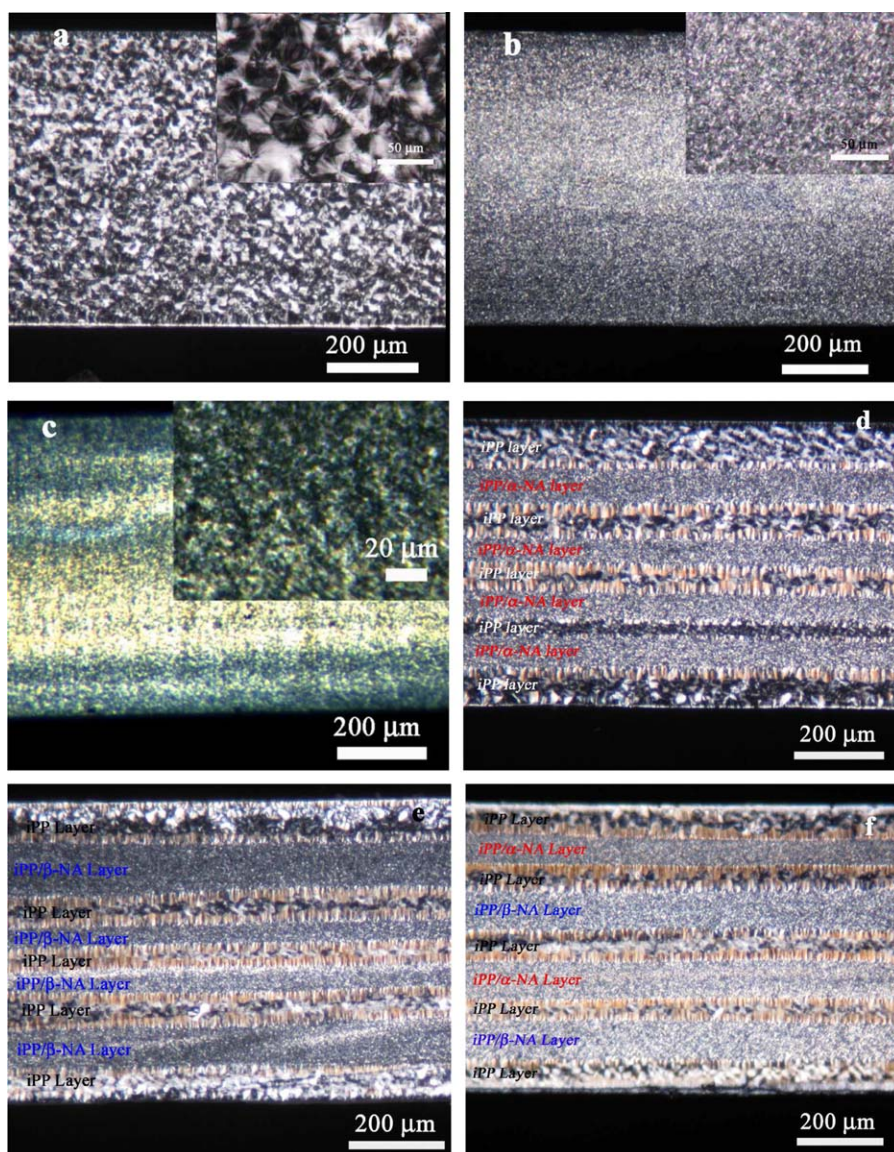 a
50 μm
200 μm
b
50 μm
200 μm
c
20 μm
200 μm
d
iPP layer
iPP/α-NA layer
iPP layer
iPP/α-NA layer
iPP layer
iPP/α-NA layer
iPP layer
iPP/α-NA layer
iPP layer
200 μm
e
iPP Layer
iPP/β-NA Layer
iPP Layer
iPP/β-NA Layer
iPP Layer
iPP/β-NA Layer
iPP Layer
iPP/β-NA Layer
iPP Layer
200 μm
f
iPP Layer
iPP/α-NA Layer
iPP Layer
iPP/β-NA Layer
iPP Layer
iPP/α-NA Layer
iPP Layer
iPP/β-NA Layer
iPP Layer
200 μm